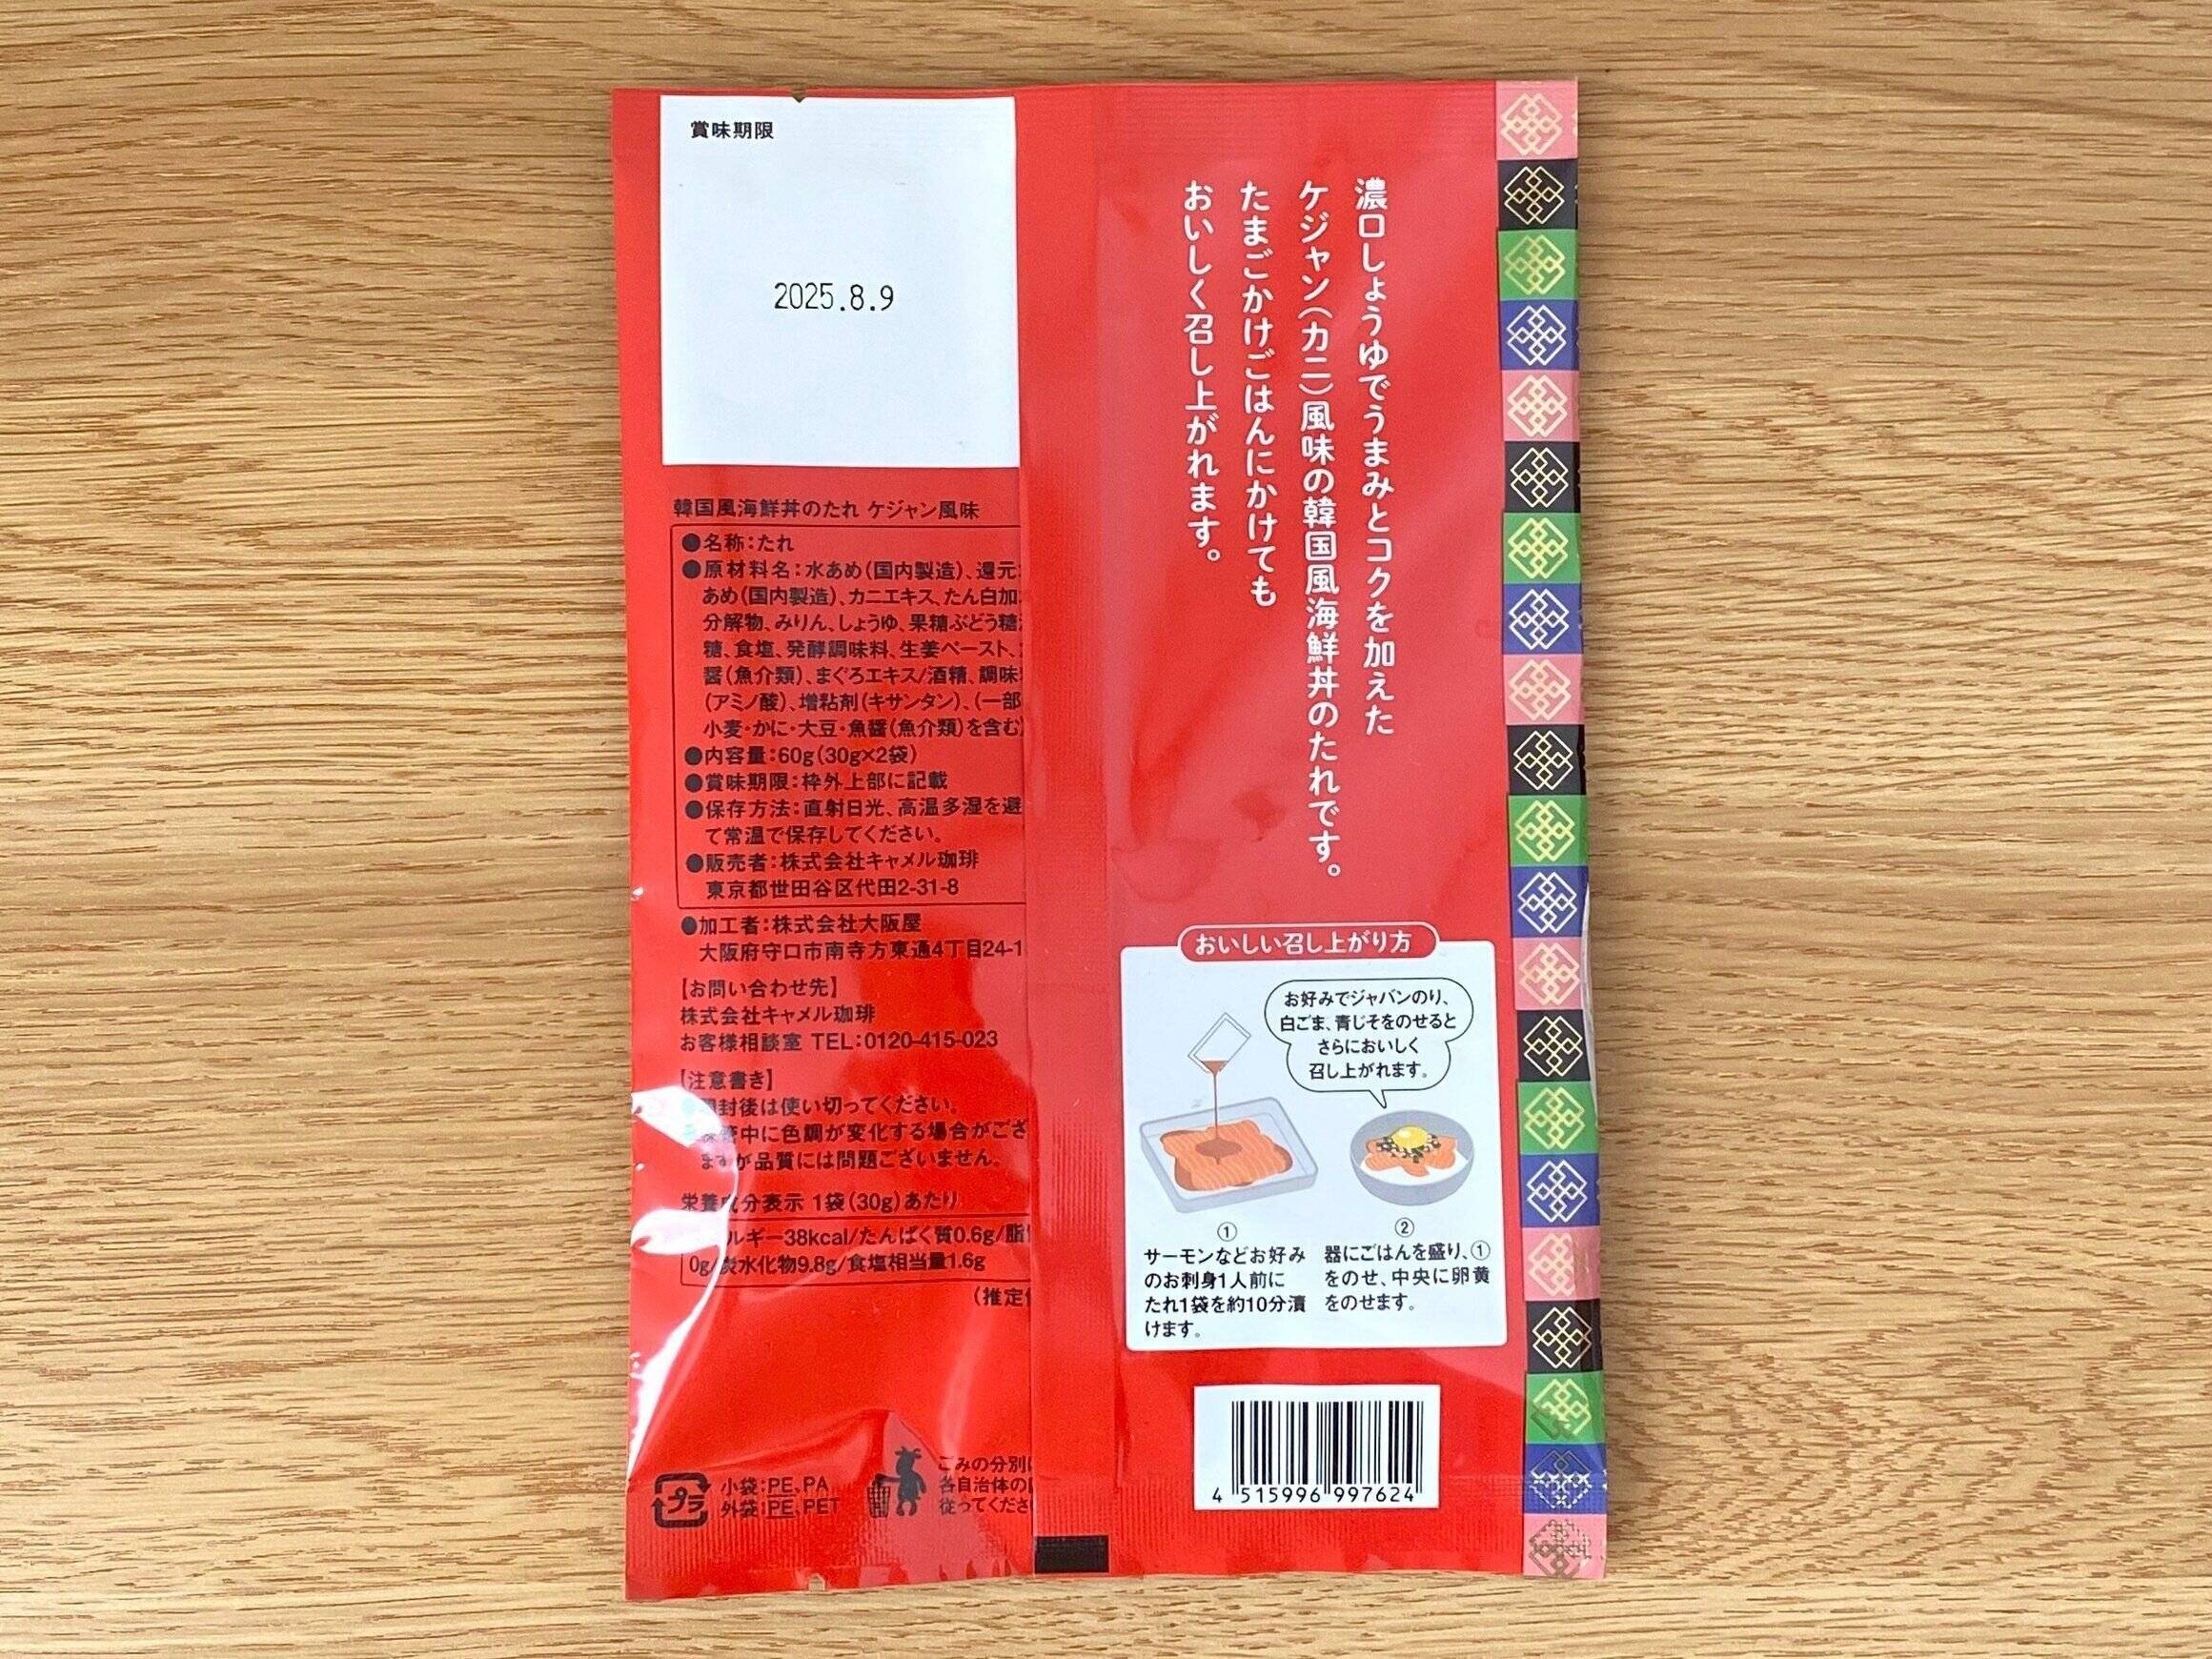 賞味期限
2025.8.9
韓国風海鮮丼のたれ ケジャン風味
●名称:たれ
●原材料名:水あめ(国内製造)、還元
あめ(国内製造)、カニエキス、たん白加
分解物、みりん、しょうゆ、果糖ぶどう糖
糖、食塩、発酵調味料、生姜ペースト、
醤(魚介類)、まぐろエキス/酒精、調味
(アミノ酸)、増粘剤(キサンタン)、(一部
小麦・かに・大豆・魚醤(魚介類)を含む)
●内容量:60g(30g×2袋)
●賞味期限:枠外上部に記載
●保存方法:直射日光、高温多湿を避
て常温で保存してください。
●販売者:株式会社キャメル珈琲
東京都世田谷区代田2-31-8
●加工者:株式会社大阪屋
大阪府守口市南寺方東通4丁目24-1
【お問い合わせ先】
株式会社キャメル珈琲
お客様相談室 TEL:0120-415-023
【注意書き】
封後は使い切ってください。
中に色調が変化する場合がござ
ますが品質には問題ございません。
栄養成分表示 1袋(30g)あたり
ルギー38kcal/たんぱく質0.6g/脂
0g/炭水化物9.8g/食塩相当量1.6g
(推定
プラ
小袋:PE、PA
外袋:PE、PET
ごみの分別
各自治体の
従ってくださ
濃口しょうゆでうまみとコクを加えた
ケジャン(カニ)風味の韓国風海鮮丼のたれです。
たまごかけごはんにかけても
おいしく召し上がれます。
おいしい召し上がり方
お好みでジャバンのり、
白ごま、青じそをのせると
さらにおいしく
召し上がれます。
①
サーモンなどお好み
のお刺身1人前に
たれ1袋を約10分漬
けます。
②
器にごはんを盛り、①
をのせ、中央に卵黄
をのせます。
4 515996 997624